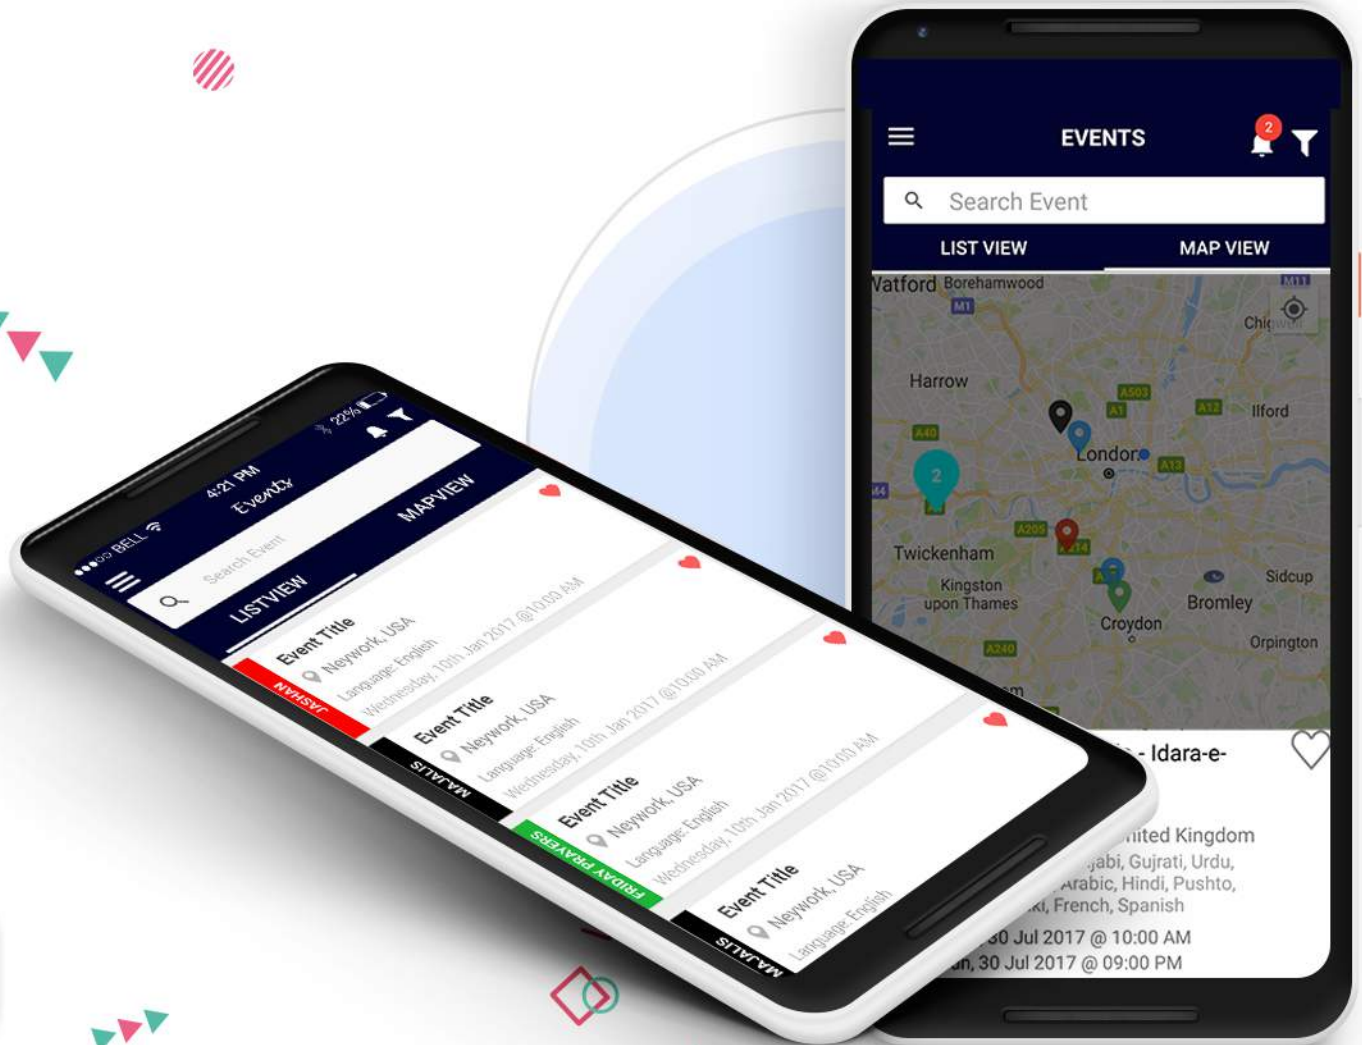 4:21 PM
22%
BELL
Events
Search Event
LISTVIEW
MAPVIEW
Event Title
Neywork, USA
Language: English
Wednesday, 10th Jan 2017 @10:00 AM
JASHAN
Event Title
Neywork, USA
Language: English
Wednesday, 10th Jan 2017 @10:00 AM
MAJALIS
Event Title
Neywork, USA
Language: English
Wednesday, 10th Jan 2017 @10:00 AM
FRIDAY PRAYERS
Event Title
Neywork, USA
Language: English
MAJALIS
EVENTS
2
Search Event
LIST VIEW
MAP VIEW
Watford
Borehamwood
M11
M1
Harrow
A503
A1
A12
Ilford
A40
London
A13
2
M4
A205
Twickenham
Kingston
upon Thames
Sidcup
Bromley
Croydon
Orpington
A240
- Idara-e-
Kingdom
Gujrati, Urdu,
Arabic, Hindi, Pushto,
French, Spanish
30 Jul 2017 @ 10:00 AM
30 Jul 2017 @ 09:00 PM